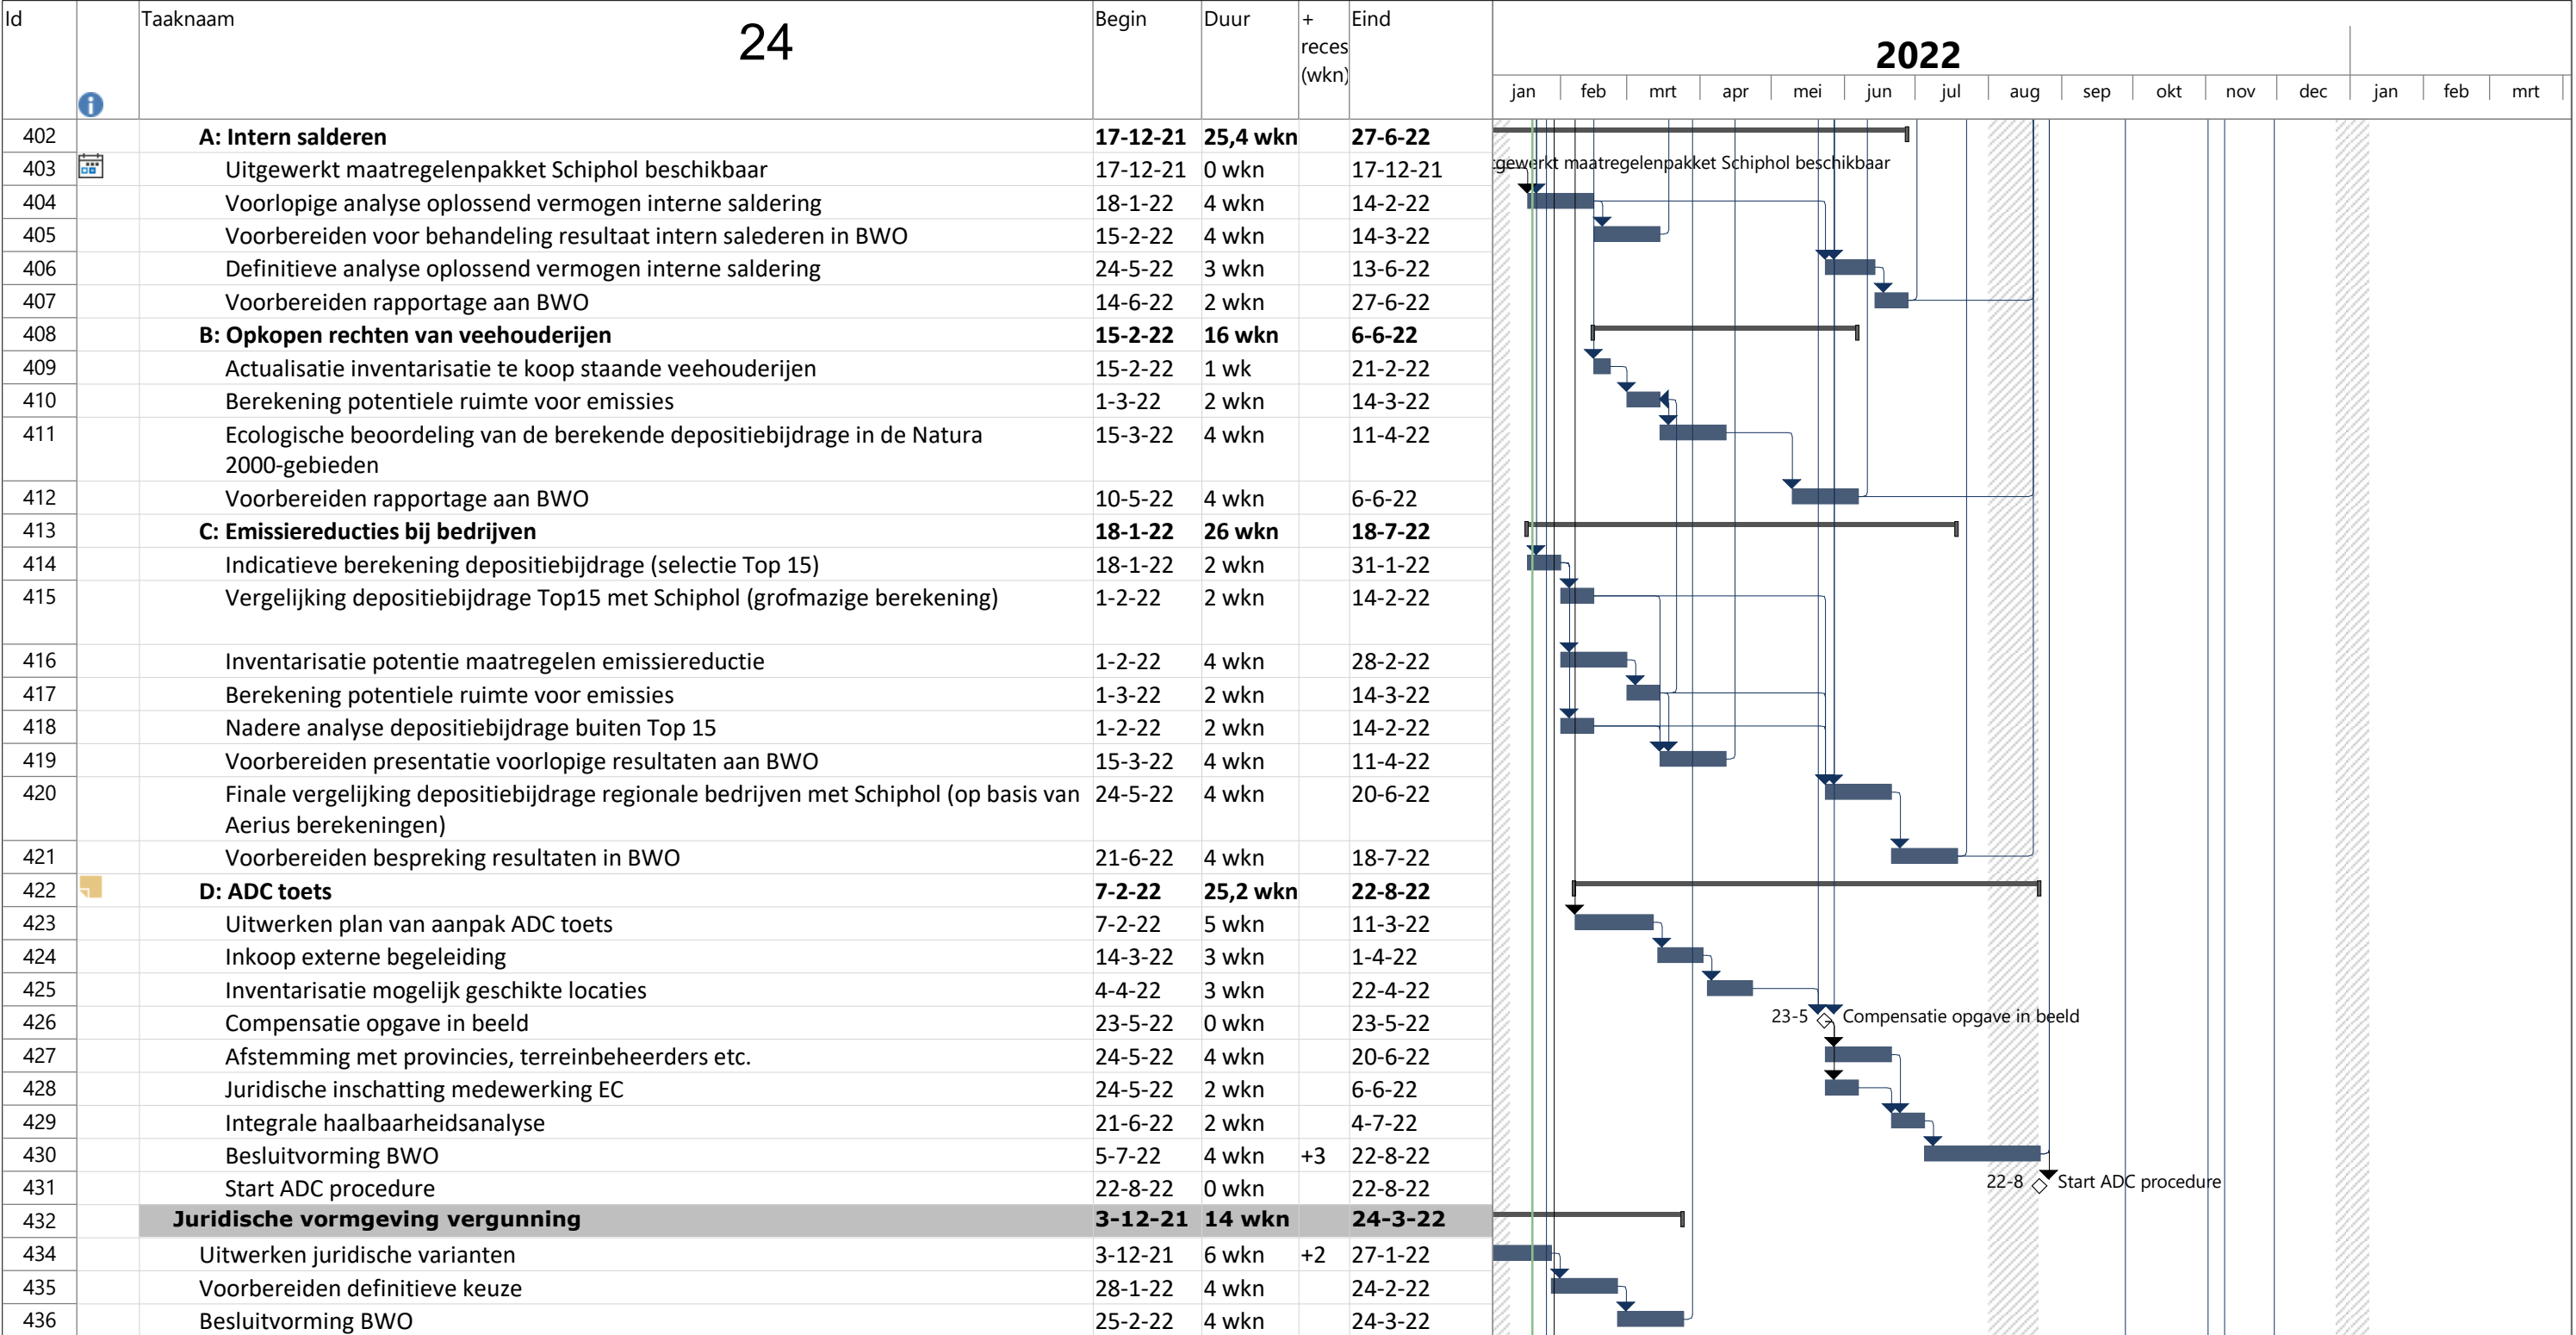 Id Taaknaam 24 Begin Duur + Eind
reces
(wkn)
2022
jan feb mrt apr mei jun jul aug sep okt nov dec jan feb mrt
402 A: Intern salderen 17-12-21 25,4 wkn 27-6-22
403 Uitgewerkt maatregelenpakket Schiphol beschikbaar 17-12-21 0 wkn 17-12-21 tgewerkt maatregelenpakket Schiphol beschikbaar
404 Voorlopige analyse oplossend vermogen interne saldering 18-1-22 4 wkn 14-2-22
405 Voorbereiden voor behandeling resultaat intern salederen in BWO 15-2-22 4 wkn 14-3-22
406 Definitieve analyse oplossend vermogen interne saldering 24-5-22 3 wkn 13-6-22
407 Voorbereiden rapportage aan BWO 14-6-22 2 wkn 27-6-22
408 B: Opkopen rechten van veehouderijen 15-2-22 16 wkn 6-6-22
409 Actualisatie inventarisatie te koop staande veehouderijen 15-2-22 1 wk 21-2-22
410 Berekening potentiele ruimte voor emissies 1-3-22 2 wkn 14-3-22
411 Ecologische beoordeling van de berekende depositiebijdrage in de Natura 15-3-22 4 wkn 11-4-22
2000-gebieden
412 Voorbereiden rapportage aan BWO 10-5-22 4 wkn 6-6-22
413 C: Emissiereducties bij bedrijven 18-1-22 26 wkn 18-7-22
414 Indicatieve berekening depositiebijdrage (selectie Top 15) 18-1-22 2 wkn 31-1-22
415 Vergelijking depositiebijdrage Top15 met Schiphol (grofmazige berekening) 1-2-22 2 wkn 14-2-22
416 Inventarisatie potentie maatregelen emissiereductie 1-2-22 4 wkn 28-2-22
417 Berekening potentiele ruimte voor emissies 1-3-22 2 wkn 14-3-22
418 Nadere analyse depositiebijdrage buiten Top 15 1-2-22 2 wkn 14-2-22
419 Voorbereiden presentatie voorlopige resultaten aan BWO 15-3-22 4 wkn 11-4-22
420 Finale vergelijking depositiebijdrage regionale bedrijven met Schiphol (op basis van 24-5-22 4 wkn 20-6-22
Aerius berekeningen)
421 Voorbereiden bespreking resultaten in BWO 21-6-22 4 wkn 18-7-22
422 D: ADC toets 7-2-22 25,2 wkn 22-8-22
423 Uitwerken plan van aanpak ADC toets 7-2-22 5 wkn 11-3-22
424 Inkoop externe begeleiding 14-3-22 3 wkn 1-4-22
425 Inventarisatie mogelijk geschikte locaties 4-4-22 3 wkn 22-4-22
426 Compensatie opgave in beeld 23-5-22 0 wkn 23-5-22 23-5 Compensatie opgave in beeld
427 Afstemming met provincies, terreinbeheerders etc. 24-5-22 4 wkn 20-6-22
428 Juridische inschatting medewerking EC 24-5-22 2 wkn 6-6-22
429 Integrale haalbaarheidsanalyse 21-6-22 2 wkn 4-7-22
430 Besluitvorming BWO 5-7-22 4 wkn +3 22-8-22
431 Start ADC procedure 22-8-22 0 wkn 22-8-22 22-8 Start ADC procedure
432 Juridische vormgeving vergunning 3-12-21 14 wkn 24-3-22
434 Uitwerken juridische varianten 3-12-21 6 wkn +2 27-1-22
435 Voorbereiden definitieve keuze 28-1-22 4 wkn 24-2-22
436 Besluitvorming BWO 25-2-22 4 wkn 24-3-22